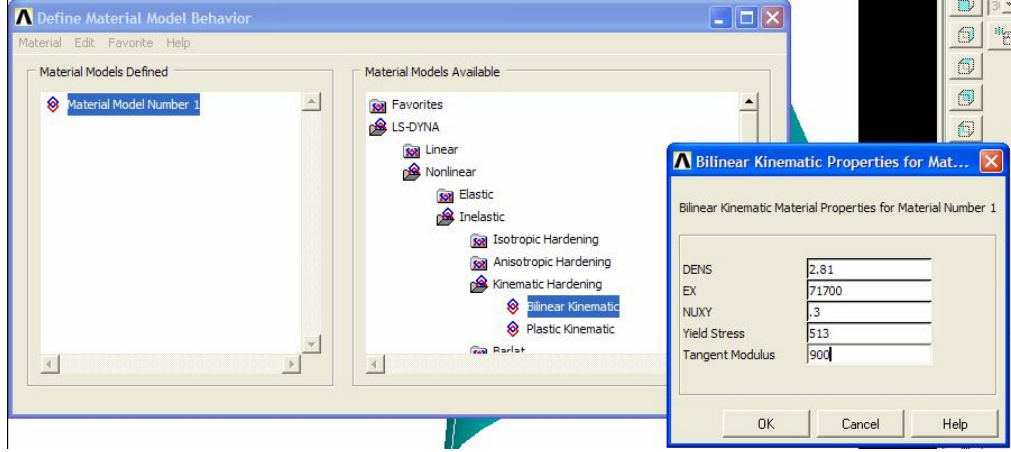 Define Material Model Behavior
Material Edit Favorite Help
Material Models Defined
Material Model Number 1
Material Models Available
Favorites
LS-DYNA
Linear
Nonlinear
Elastic
Inelastic
Isotropic Hardening
Anisotropic Hardening
Kinematic Hardening
Bilinear Kinematic
Plastic Kinematic
Barlat
Bilinear Kinematic Properties for Mat...
Bilinear Kinematic Material Properties for Material Number 1
DENS 2.81
EX 71700
NUXY .3
Yield Stress 513
Tangent Modulus 900
OK Cancel Help